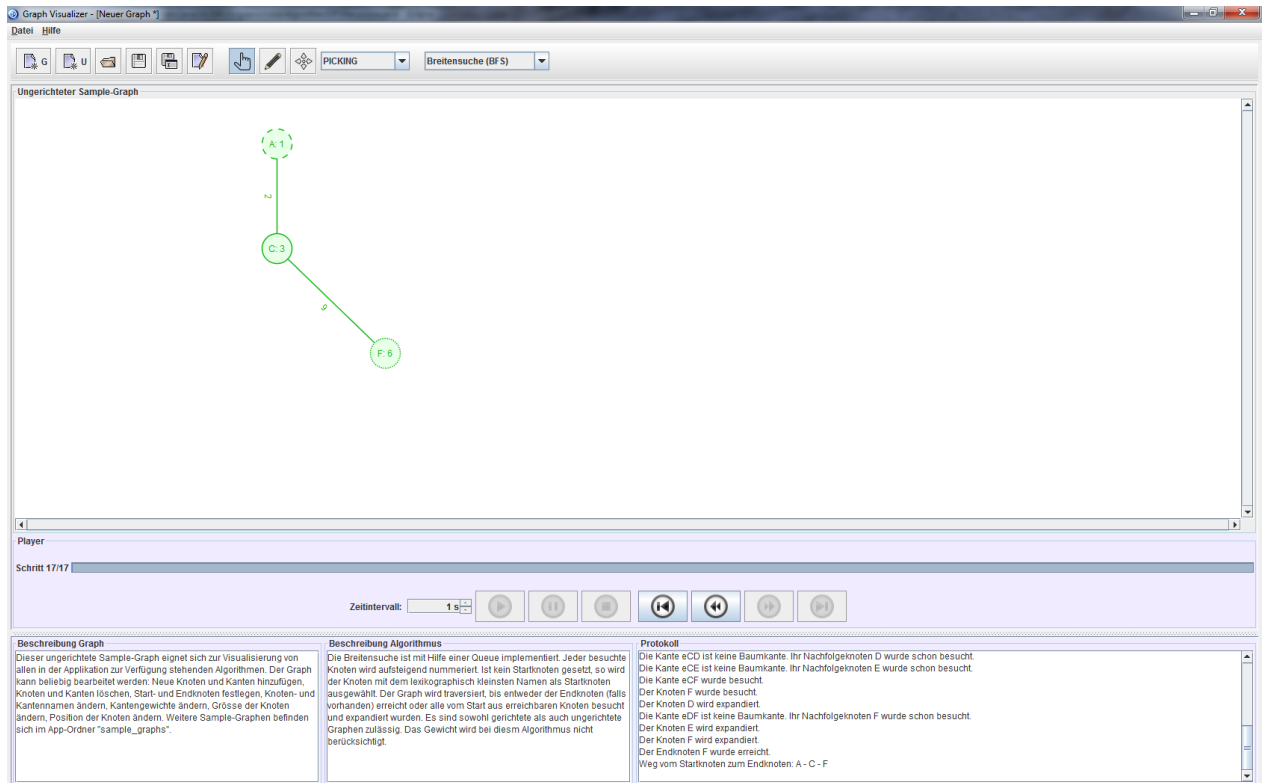 Graph Visualizer - [Neuer Graph *]
Datei Hilfe
G U PICKING Breitensuche (BFS)
Ungerichteter Sample-Graph
A: 1
2
C: 3
9
F: 6
Player
Schritt 17/17
Zeitintervall: 1 s
Beschreibung Graph
Dieser ungerichtete Sample-Graph eignet sich zur Visualisierung von
allen in der Applikation zur Verfügung stehenden Algorithmen. Der Graph
kann beliebig bearbeitet werden: Neue Knoten und Kanten hinzufügen,
Knoten und Kanten löschen, Start- und Endknoten festlegen, Knoten- und
Kantennamen ändern, Kantengewichte ändern, Grösse der Knoten
ändern, Position der Knoten ändern. Weitere Sample-Graphen befinden
sich im App-Ordner "sample_graphs".
Beschreibung Algorithmus
Die Breitensuche ist mit Hilfe einer Queue implementiert. Jeder besuchte
Knoten wird aufsteigend nummeriert. Ist kein Startknoten gesetzt, so wird
der Knoten mit dem lexikographisch kleinsten Namen als Startknoten
ausgewählt. Der Graph wird traversiert, bis entweder der Endknoten (falls
vorhanden) erreicht oder alle vom Start aus erreichbaren Knoten besucht
und expandiert wurden. Es sind sowohl gerichtete als auch ungerichtete
Graphen zulässig. Das Gewicht wird bei diesm Algorithmus nicht
berücksichtigt.
Protokoll
Die Kante eCD ist keine Baumkante. Ihr Nachfolgeknoten D wurde schon besucht.
Die Kante eCE ist keine Baumkante. Ihr Nachfolgeknoten E wurde schon besucht.
Die Kante eCF wurde besucht.
Der Knoten F wurde besucht.
Der Knoten D wird expandiert.
Die Kante eDF ist keine Baumkante. Ihr Nachfolgeknoten F wurde schon besucht.
Der Knoten E wird expandiert.
Der Knoten F wird expandiert.
Der Endknoten F wurde erreicht.
Weg vom Startknoten zum Endknoten: A - C - F